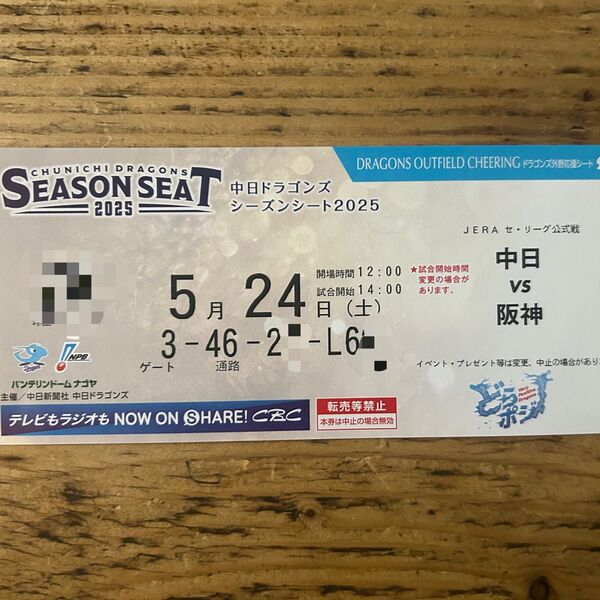 CHUNICHI DRAGONS
SEASON SEAT
2025
中日ドラゴンズ
シーズンシート2025
DRAGONS OUTFIELD CHEERING ドラゴンズ外野応援シート
JERA セ・リーグ公式戦
中日
VS
阪神
5月24日(土)
開場時間 12:00
試合開始 14:00
★試合開始時間
変更の場合が
あります。
3-46-2 -L6
ゲート 通路
イベント・プレゼント等は変更、中止の場合があり
NPB
バンテリンドーム ナゴヤ
主催/中日新聞社 中日ドラゴンズ
テレビもラジオも NOW ON SHARE! CBC
転売等禁止
本券は中止の場合無効
Very Positive Dragons
どらポジ